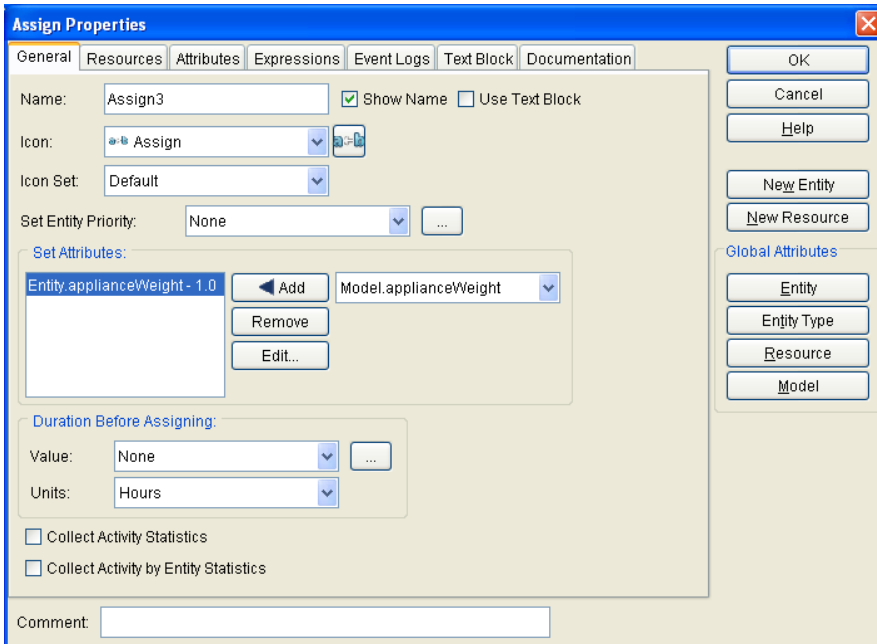 Assign Properties
General Resources Attributes Expressions Event Logs Text Block Documentation
OK
Cancel
Help
Name: Assign3 Show Name Use Text Block
Icon: Assign
Icon Set: Default
New Entity
New Resource
Set Entity Priority: None ...
Set Attributes:
Entity.applianceWeight - 1.0 Add Model.applianceWeight
Remove
Edit...
Global Attributes
Entity
Entity Type
Resource
Model
Duration Before Assigning:
Value: None ...
Units: Hours
Collect Activity Statistics
Collect Activity by Entity Statistics
Comment: